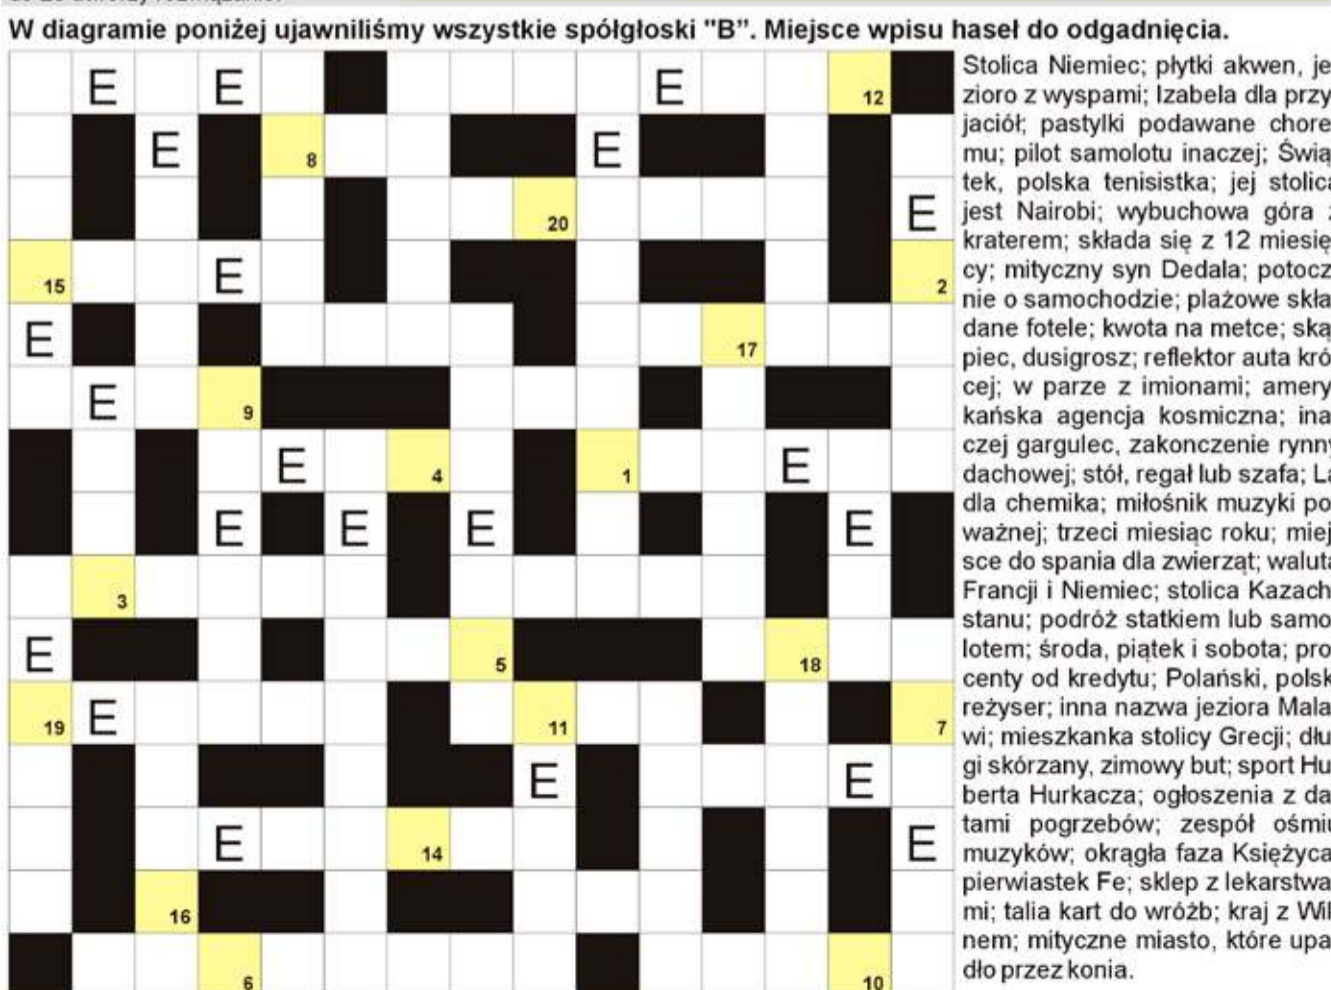 W diagramie poniżej ujawniliśmy wszystkie spółgłoski "B". Miejsce wpisu haseł do odgadnięcia.
E E E 12
E 8 E
20 E
15 E 2
E 17
E 9
E 4 1 E
E E E E
3
E 5 18
19 E 11 7
E E
E 14 E
16
6 10
Stolica Niemiec; płytki akwen, je
zioro z wyspami; Izabela dla przy
jaciół; pastylki podawane chore
mu; pilot samolotu inaczej; Świą
tek, polska tenisistka; jej stolicą
jest Nairobi; wybuchowa góra z
kraterem; składa się z 12 miesię
cy; mityczny syn Dedala; potocz
nie o samochodzie; plażowe skła
dane fotele; kwota na metce; ską
piec, dusigrosz; reflektor auta kró
cej; w parze z imionami; amery
kańska agencja kosmiczna; ina
czej gargulec, zakonczenie rynny
dachowej; stół, regał lub szafa; La
dla chemika; miłośnik muzyki po
ważnej; trzeci miesiąc roku; miej
sce do spania dla zwierząt; waluta
Francji i Niemiec; stolica Kazach
stanu; podróż statkiem lub samo
lotem; środa, piątek i sobota; pro
centy od kredytu; Polański, polsk
reżyser; inna nazwa jeziora Mala
wi; mieszkanka stolicy Grecji; dłu
gi skórzany, zimowy but; sport Hu
berta Hurkacza; ogłoszenia z da
tami pogrzebów; zespół ośmiu
muzyków; okrągła faza Księżyca
pierwiastek Fe; sklep z lekarstwa
mi; talia kart do wróżb; kraj z Wil
nem; mityczne miasto, które upa
dło przez konia.